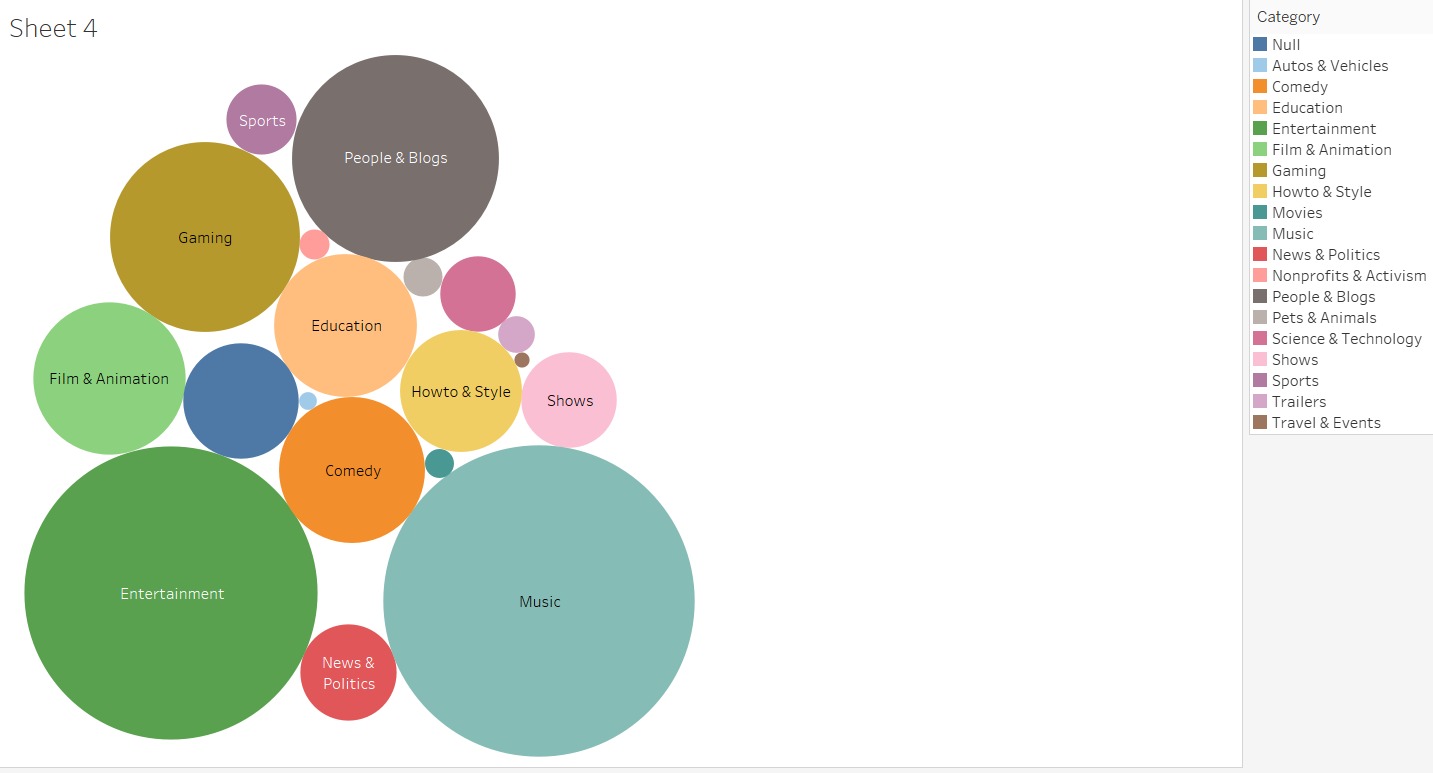 Sheet 4
Sports
People & Blogs
Gaming
Education
Film & Animation
Howto & Style
Shows
Comedy
Entertainment
Music
News &
Politics
Category
Null
Autos & Vehicles
Comedy
Education
Entertainment
Film & Animation
Gaming
Howto & Style
Movies
Music
News & Politics
Nonprofits & Activism
People & Blogs
Pets & Animals
Science & Technology
Shows
Sports
Trailers
Travel & Events